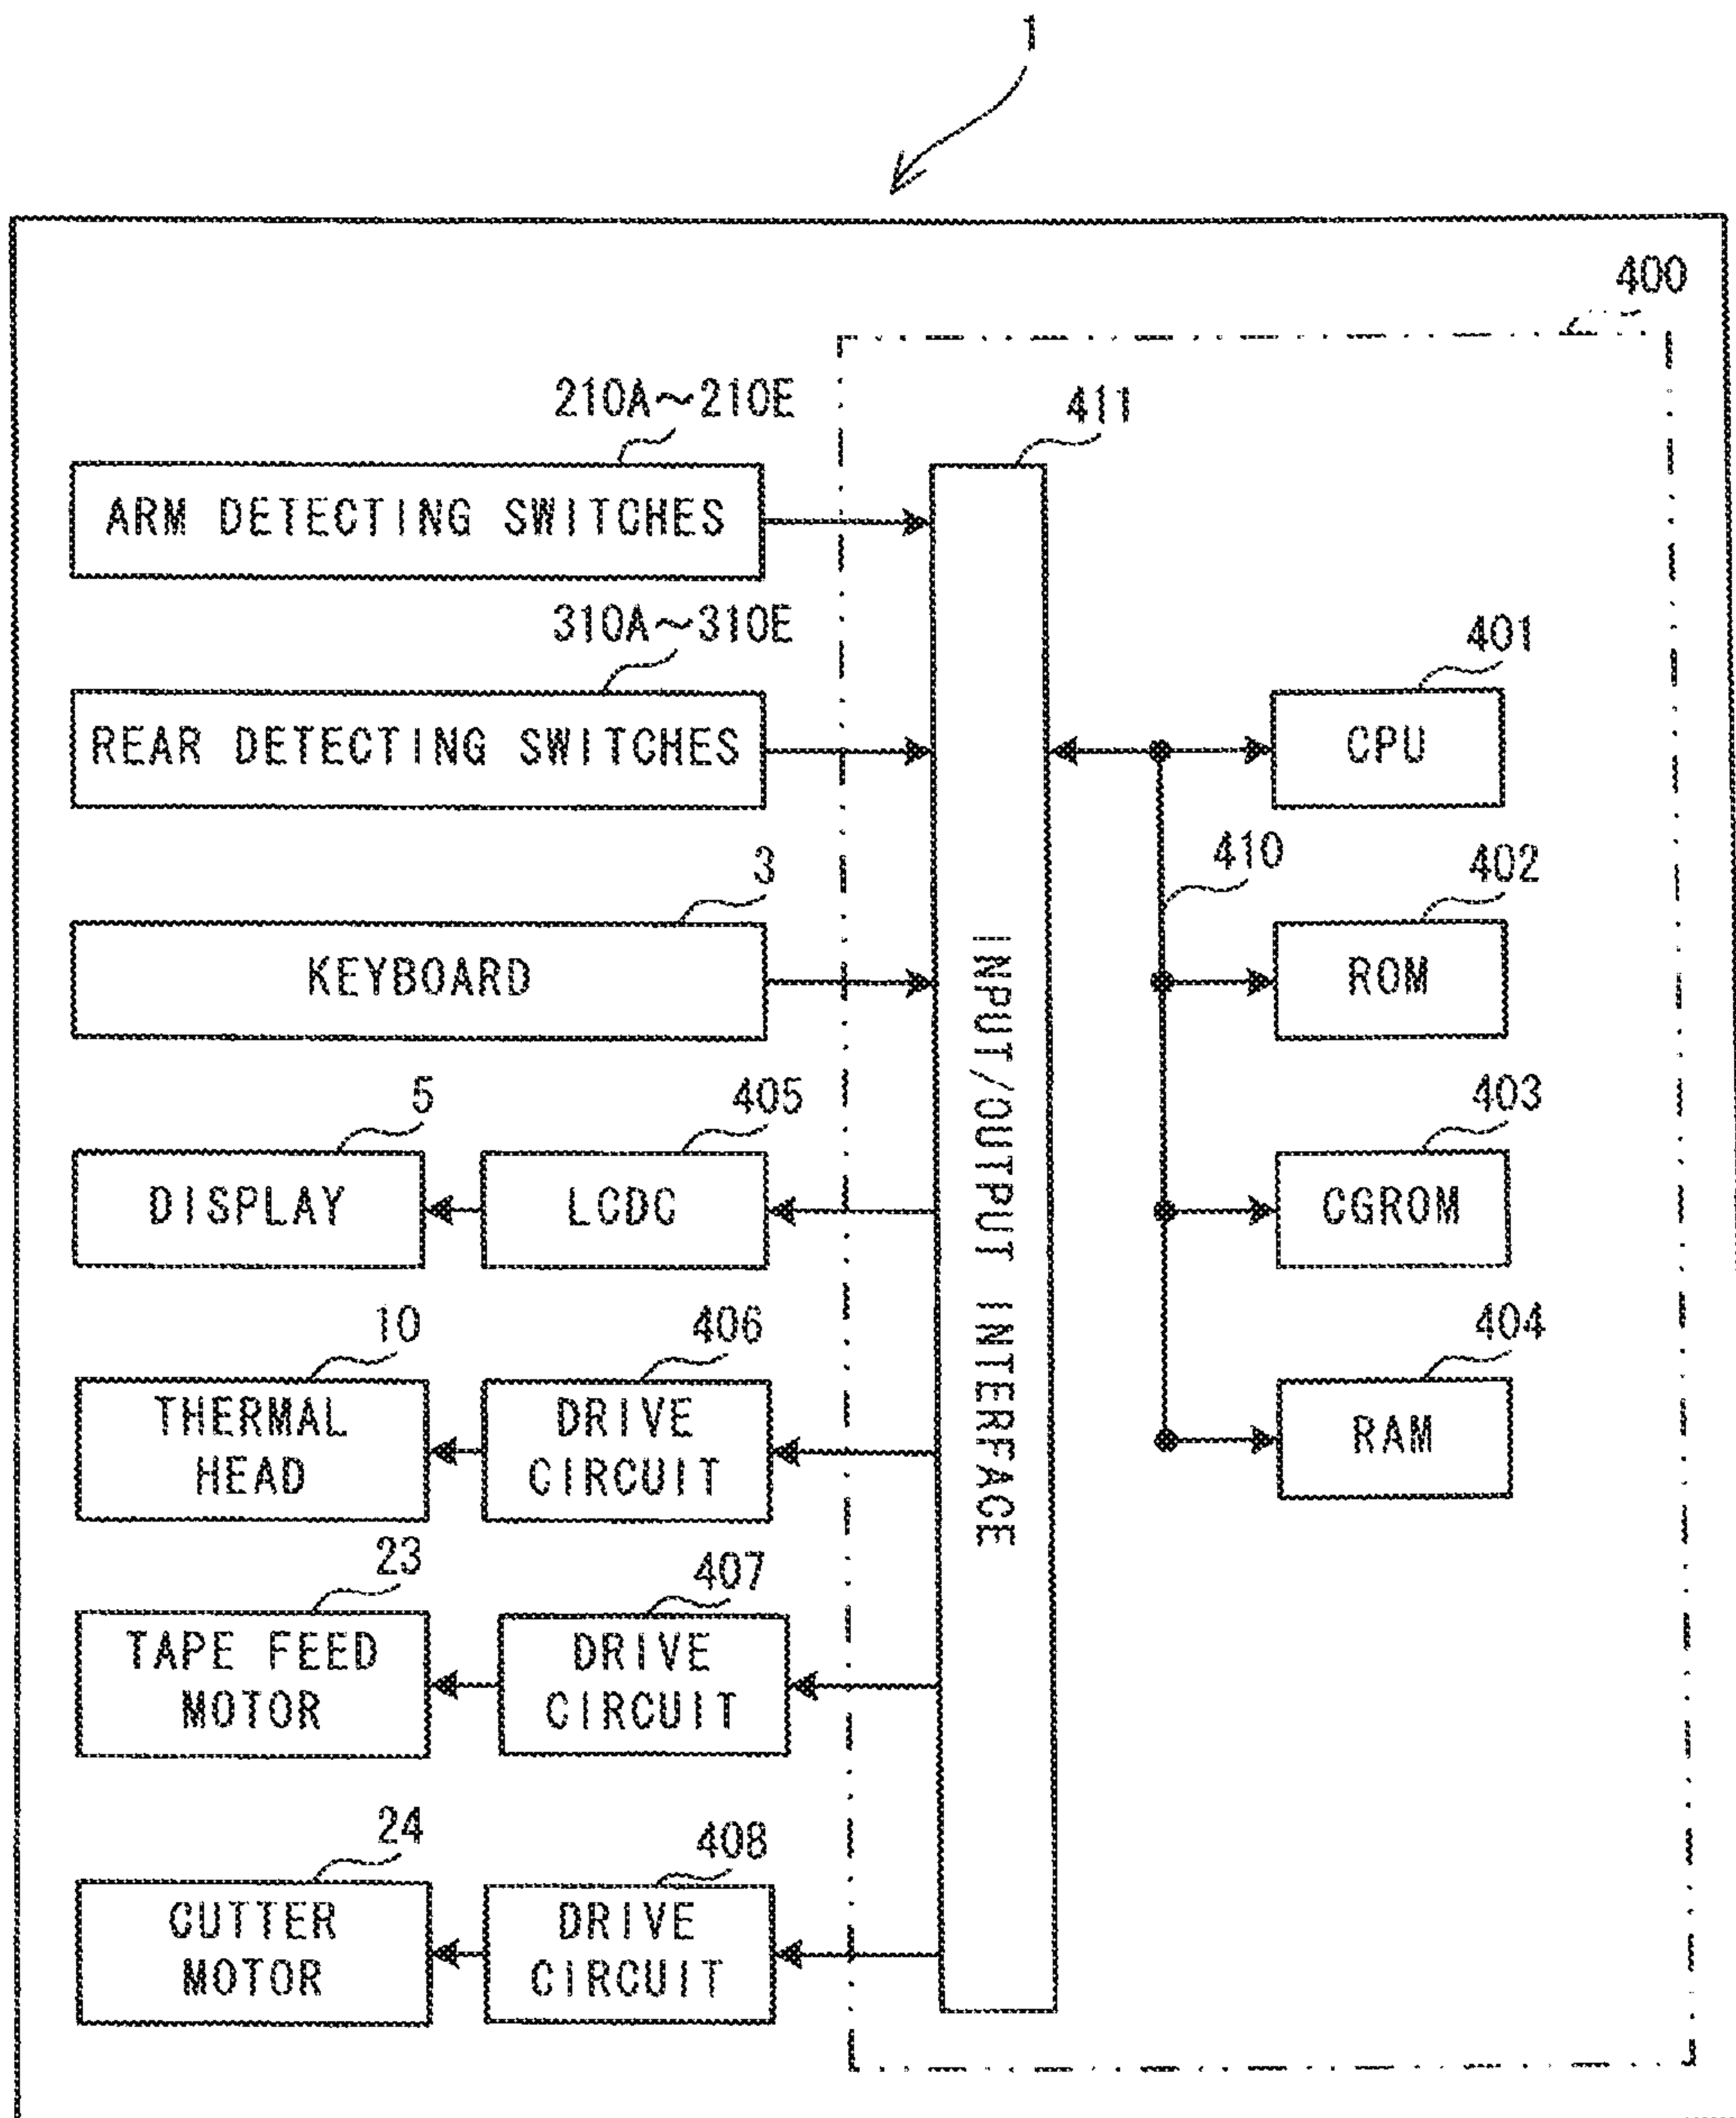 1
400
210A~210E
411
ARM DETECTING SWITCHES
310A~310E
401
REAR DETECTING SWITCHES
CPU
3
410
402
KEYBOARD
ROM
INPUT/OUTPUT INTERFACE
5
405
403
DISPLAY
LCDC
CGROM
10
406
404
THERMAL
HEAD
DRIVE
CIRCUIT
RAM
23
407
TAPE FEED
MOTOR
DRIVE
CIRCUIT
24
408
CUTTER
MOTOR
DRIVE
CIRCUIT